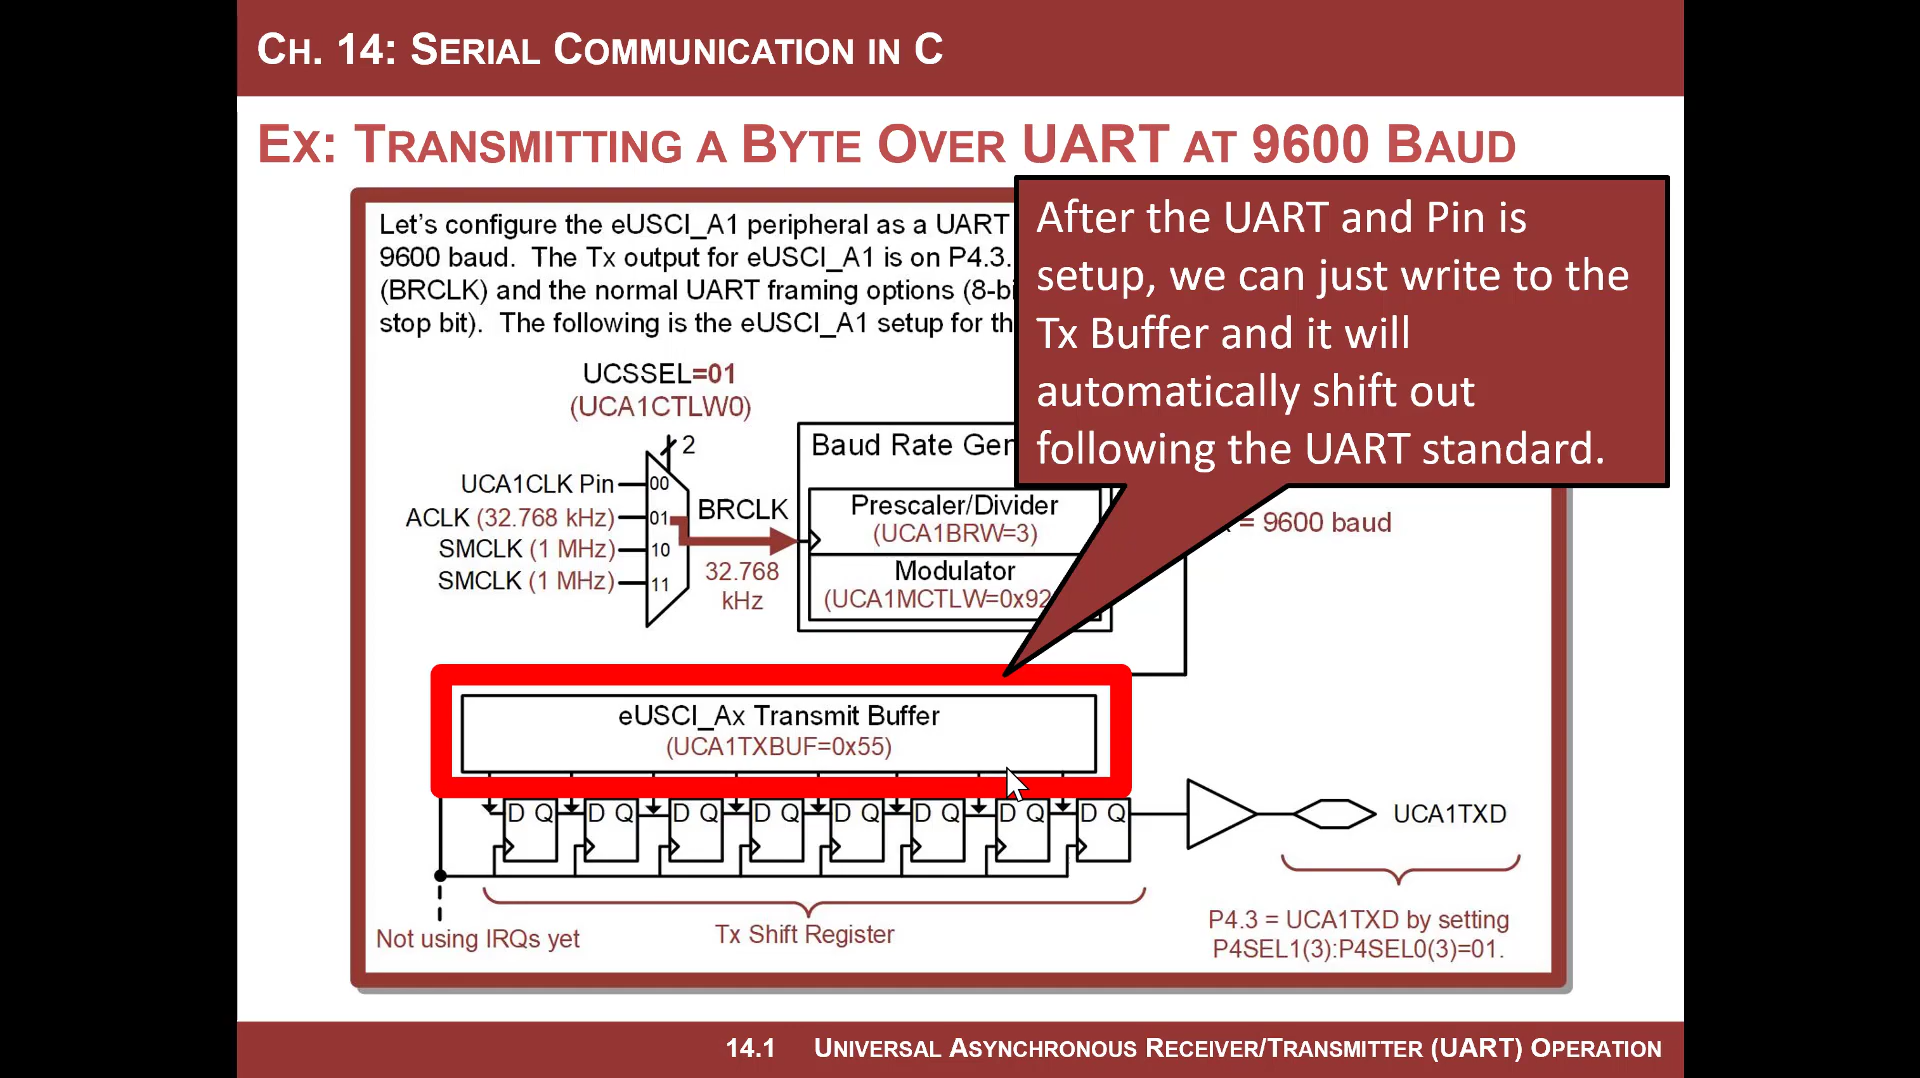 CH. 14: SERIAL COMMUNICATION IN C
EX: TRANSMITTING A BYTE OVER UART AT 9600 BAUD
Let's configure the eUSCI_A1 peripheral as a UART
9600 baud. The Tx output for eUSCI_A1 is on P4.3.
(BRCLK) and the normal UART framing options (8-bi
stop bit). The following is the eUSCI_A1 setup for th
After the UART and Pin is
setup, we can just write to the
Tx Buffer and it will
automatically shift out
following the UART standard.
UCSSEL=01
(UCA1CTLW0)
2
UCA1CLK Pin
ACLK (32.768 kHz)
SMCLK (1 MHz)
SMCLK (1 MHz)
00
01
10
11
BRCLK
32.768
kHz
Baud Rate Gen
Prescaler/Divider
(UCA1BRW=3)
Modulator
(UCA1MCTLW=0x92
= 9600 baud
eUSCI_Ax Transmit Buffer
(UCA1TXBUF=0x55)
D Q D Q D Q D Q D Q D Q D Q D Q
UCA1TXD
Not using IRQs yet
Tx Shift Register
P4.3 = UCA1TXD by setting
P4SEL1(3):P4SEL0(3)=01.
14.1 UNIVERSAL ASYNCHRONOUS RECEIVER/TRANSMITTER (UART) OPERATION